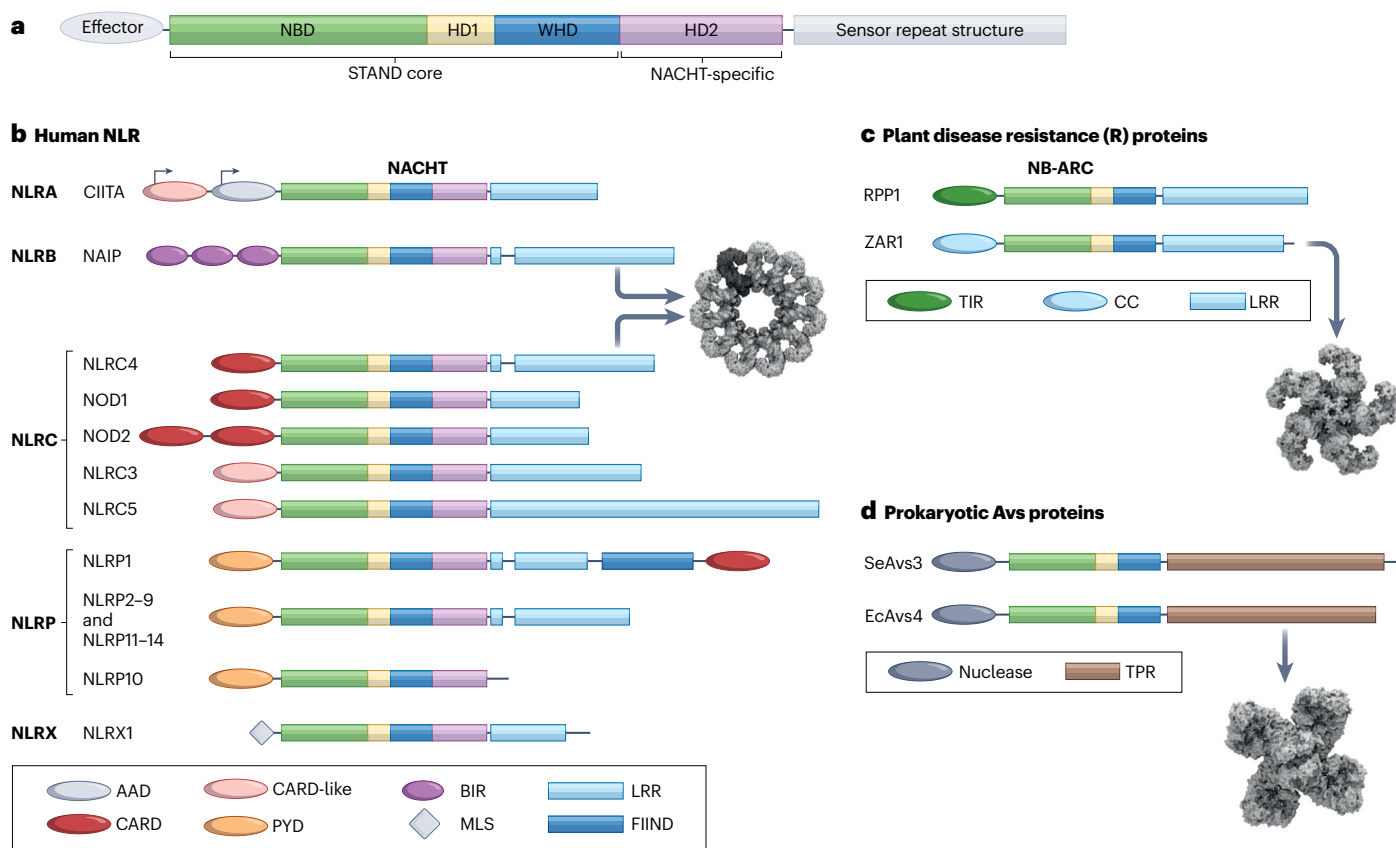 a
Effector NBD HD1 WHD HD2 Sensor repeat structure
STAND core NACHT-specific
b Human NLR
NACHT
NLRA CIITA
NLRB NAIP
NLRC
NLRC4
NOD1
NOD2
NLRC3
NLRC5
NLRP
NLRP1
NLRP2–9
and
NLRP11–14
NLRP10
NLRX NLRX1
AAD CARD-like BIR LRR
CARD PYD MLS FIIND
c Plant disease resistance (R) proteins
NB-ARC
RPP1
ZAR1
TIR CC LRR
d Prokaryotic Avs proteins
SeAvs3
EcAvs4
Nuclease TPR